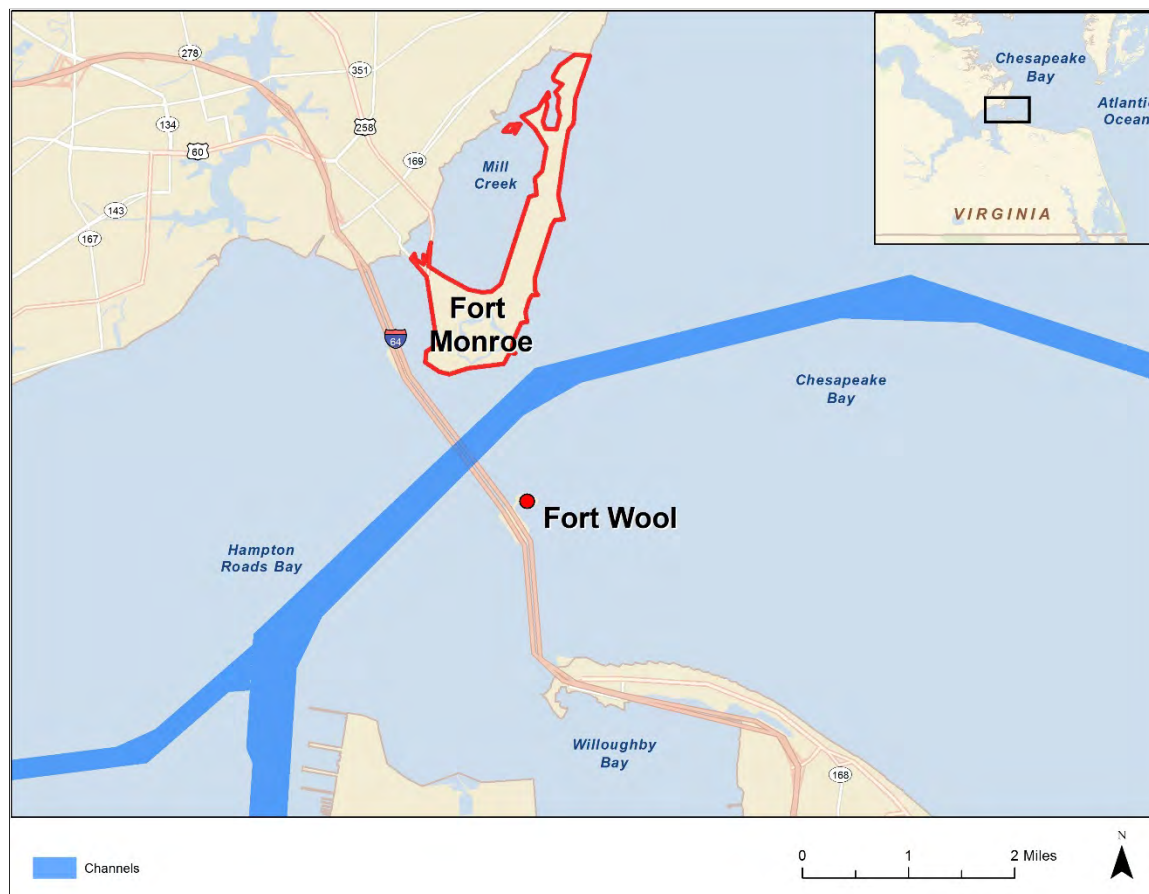 278
351
Chesapeake
Bay
Atlantic
Ocean
VIRGINIA
134
258
60
169
Mill
Creek
143
167
Fort
Monroe
64
Chesapeake
Bay
Fort Wool
Hampton
Roads Bay
Willoughby
Bay
168
Channels
0 1 2 Miles
N